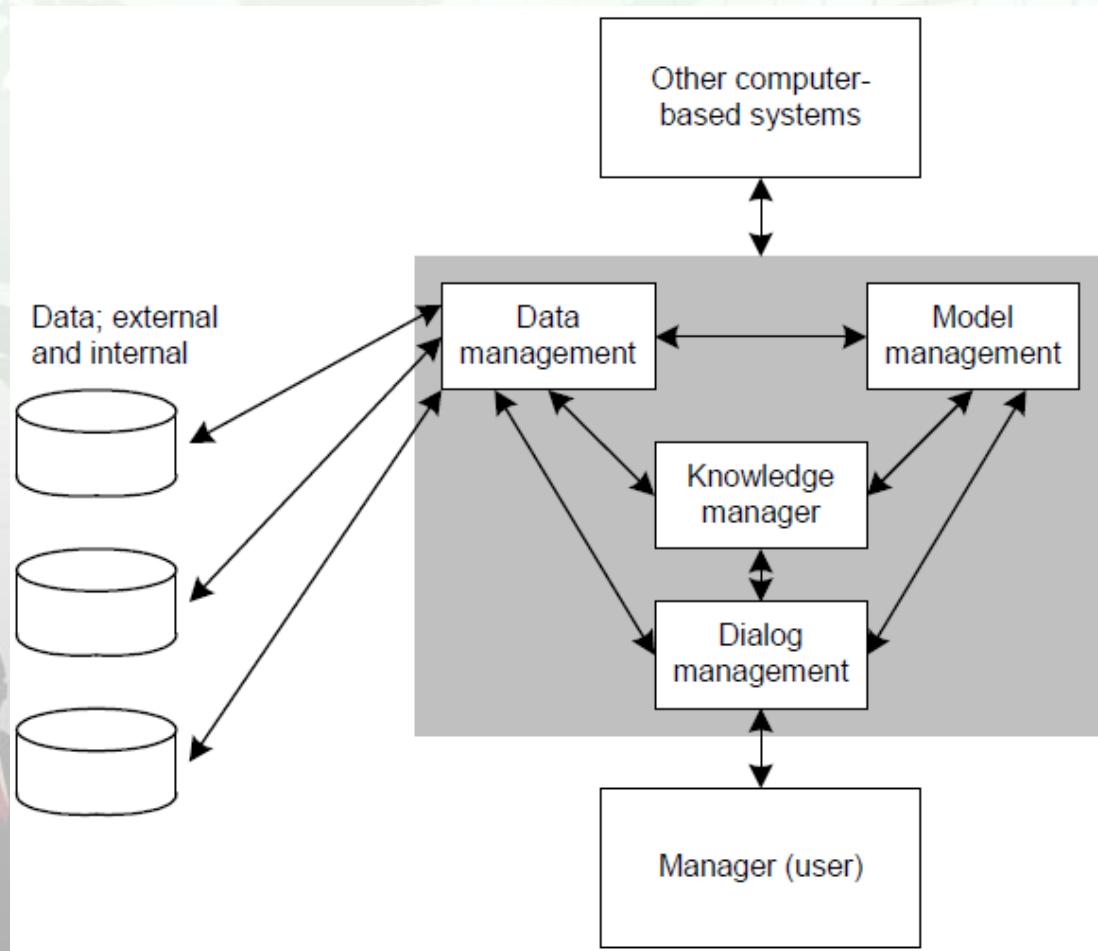 Other computer-
based systems
Data; external
and internal
Data
management
Model
management
Knowledge
manager
Dialog
management
Manager (user)